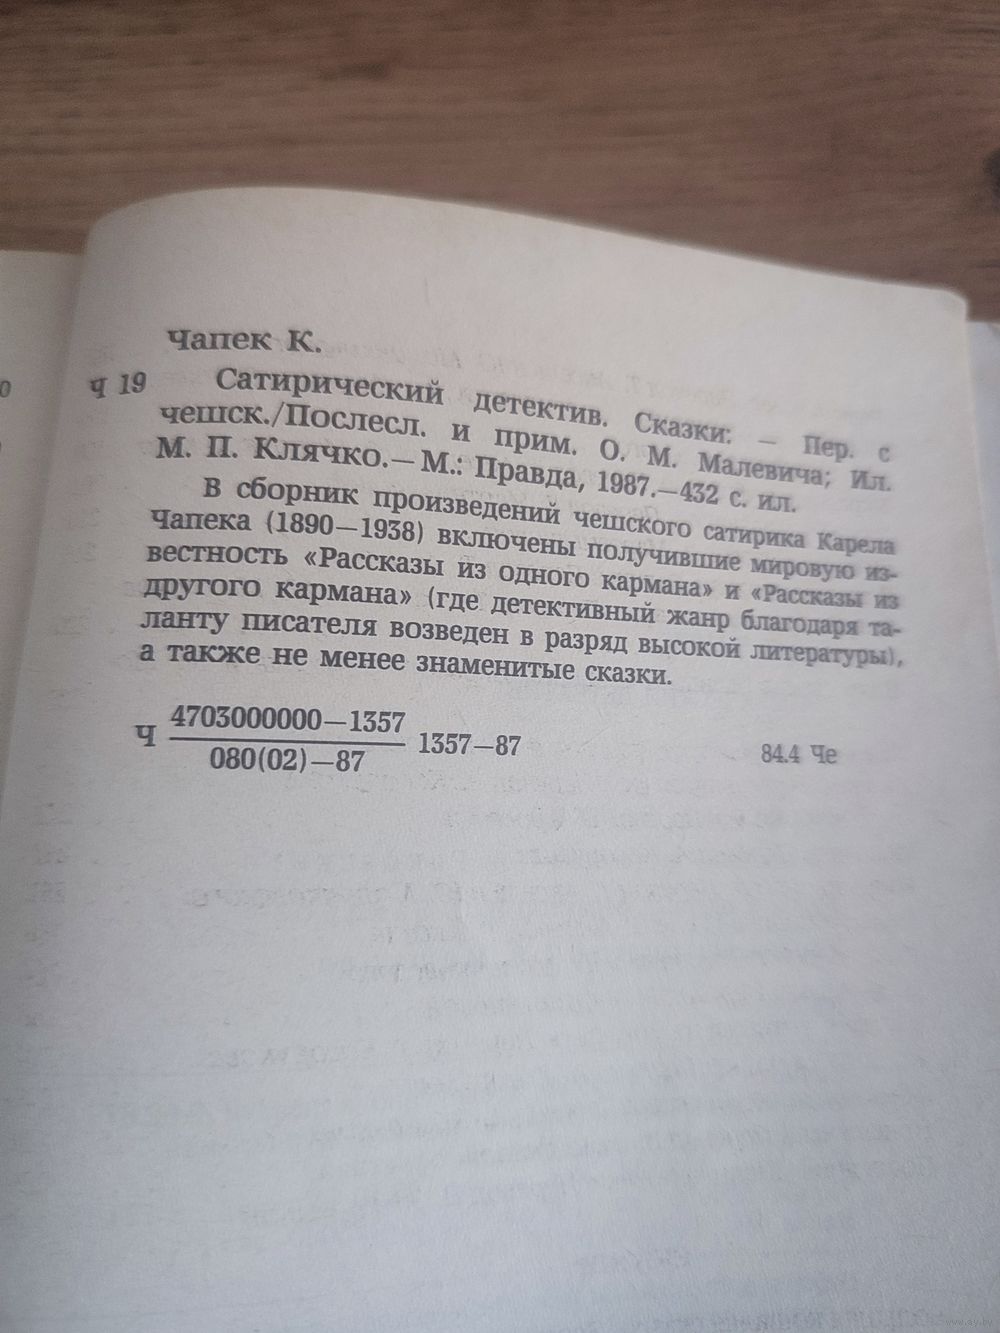 Чапек К.
Ч 19 Сатирический детектив. Сказки: — Пер. с
чешск./Послесл. и прим. О. М. Малевича; Ил.
М. П. Клячко.—М.: Правда, 1987.—432 с. ил.
В сборник произведений чешского сатирика Карела
Чапека (1890—1938) включены получившие мировую из-
вестность «Рассказы из одного кармана» и «Рассказы из
другого кармана» (где детективный жанр благодаря та-
ланту писателя возведен в разряд высокой литературы),
а также не менее знаменитые сказки.
Ч 4703000000—1357
080(02)—87
1357—87
84.4 Че
www.ay.by